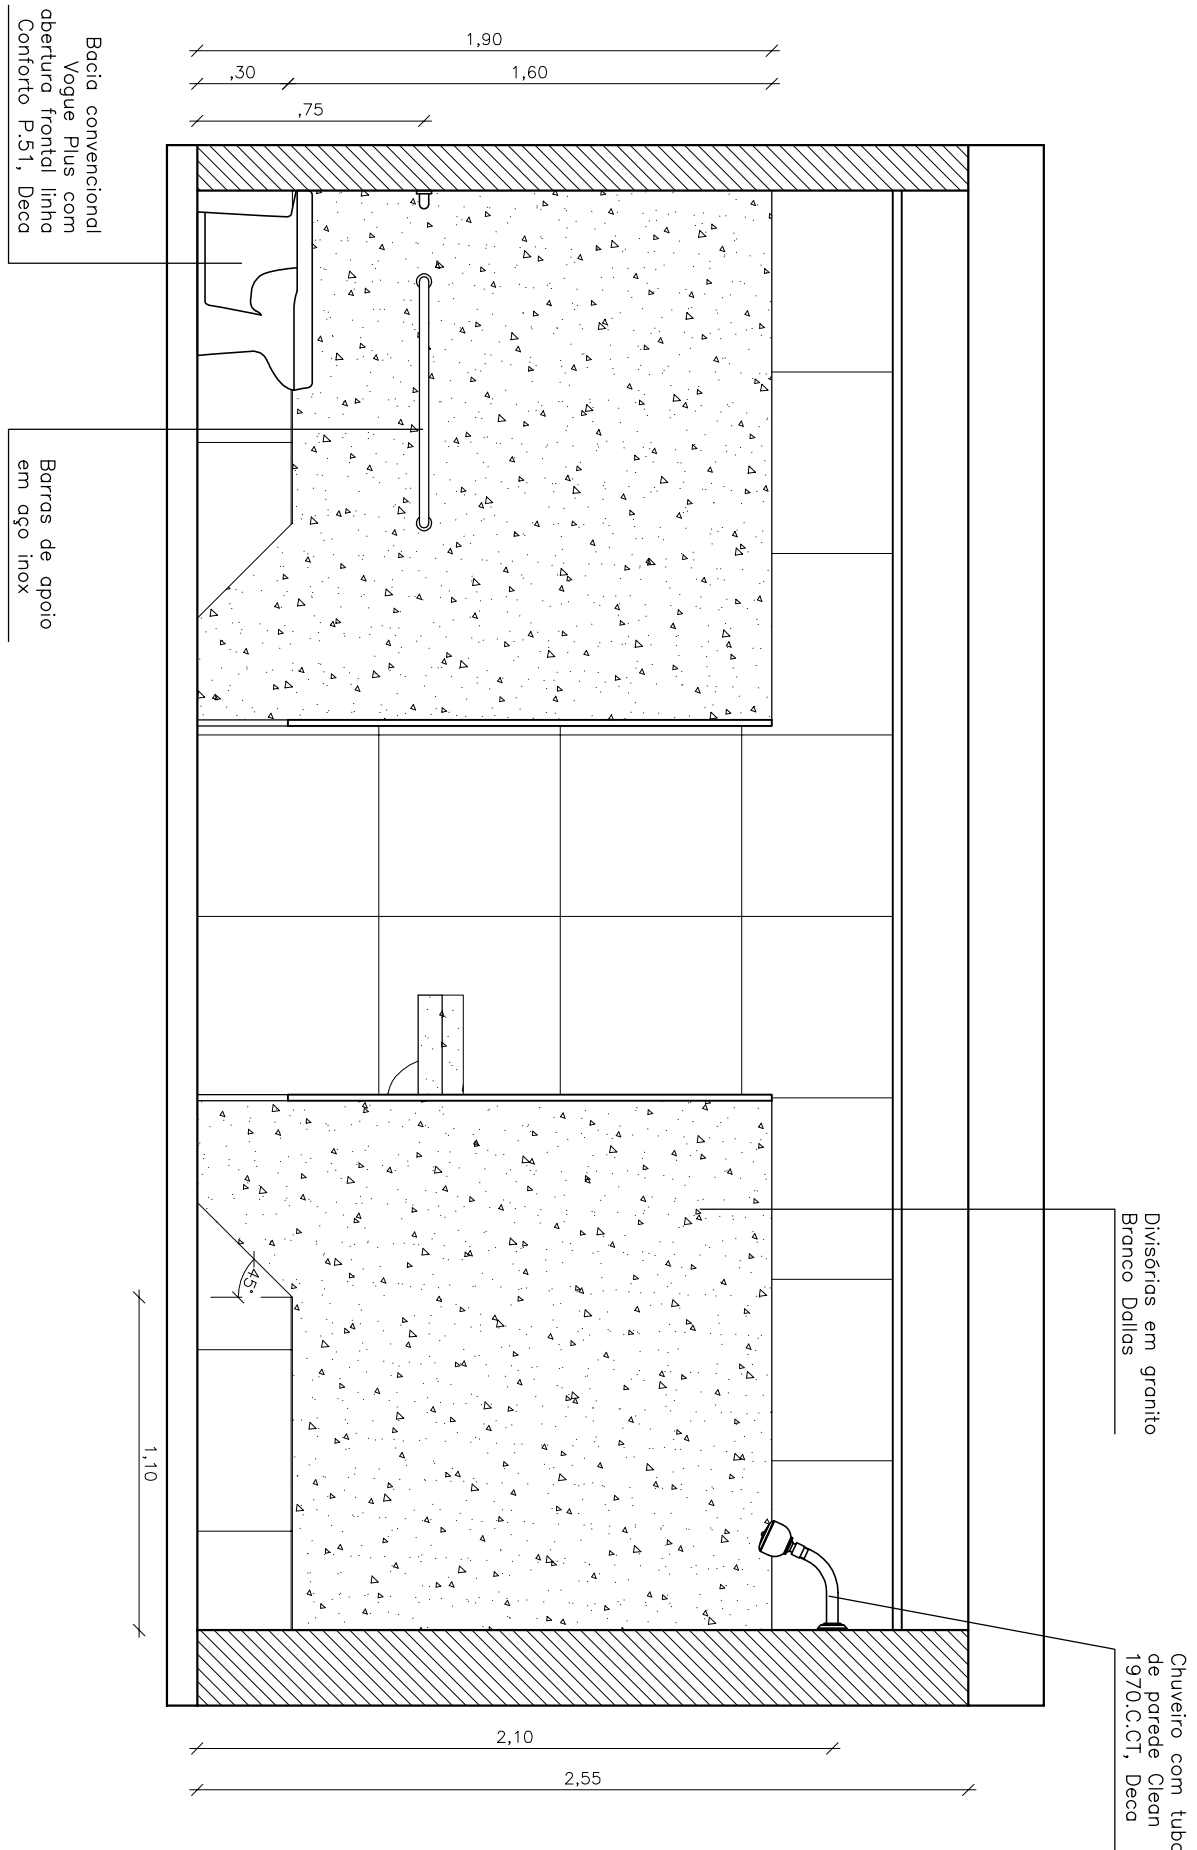 1,90
,30
1,60
,75
Bacia convencional
Vogue Plus com
abertura frontal linha
Conforto P.51, Deca
Barras de apoio
em aço inox
Divisórias em granito
Branco Dallas
45°
1,10
Chuveiro com tubo
de parede Clean
1970.C.CT, Deca
2,10
2,55